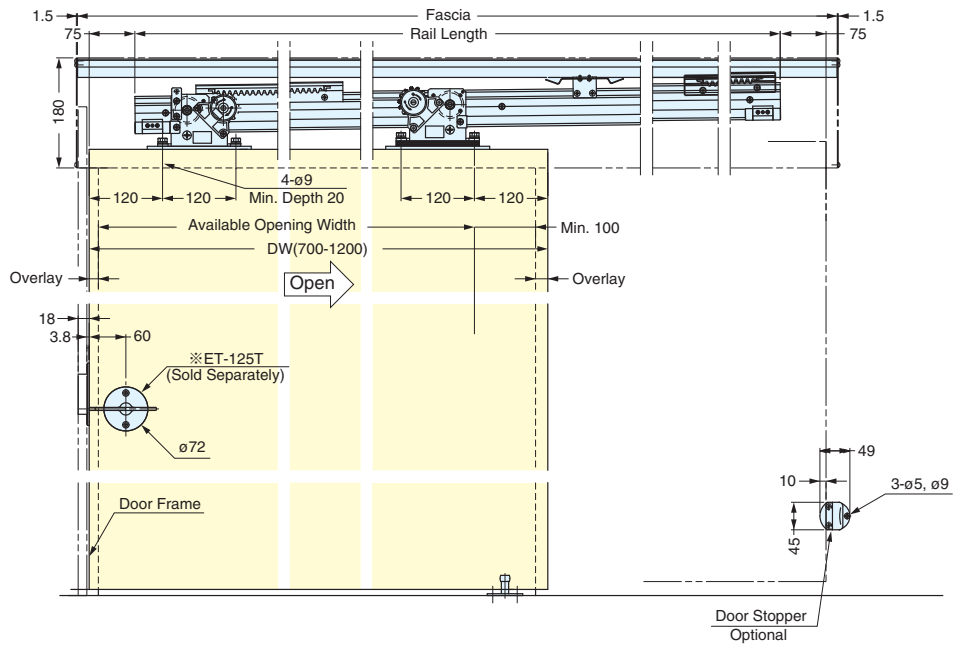 Fascia
1.5
1.5
75
Rail Length
75
180
4-ø9
Min. Depth 20
120
120
120
120
Available Opening Width
Min. 100
DW(700-1200)
Overlay
Open
Overlay
18
3.8
60
※ET-125T
(Sold Separately)
ø72
49
10
3-ø5, ø9
Door Frame
45
Door Stopper
Optional